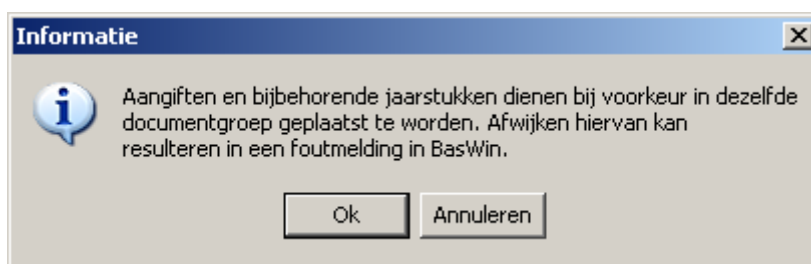 Informatie
Aangiften en bijbehorende jaarstukken dienen bij voorkeur in dezelfde
documentgroep geplaatst te worden. Afwijken hiervan kan
resulteren in een foutmelding in BasWin.
Ok
Annuleren